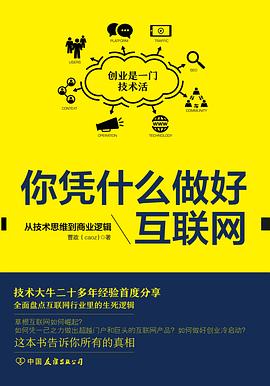 PLATFORM
TRAFFIC
USERS
SEO
创业是一门
技术活
CONTACT
COMMUNITY
OPERATION
TECHNOLOGY
你凭什么做好
互联网
从技术思维到商业逻辑
曹政（caoz）著
技术大牛二十多年经验首度分享
全面盘点互联网行业里的生死逻辑
草根互联网如何崛起？
如何凭一己之力做出超越门户和巨头的互联网产品？如何做好创业冷启动？
这本书告诉你所有的真相
中国友谊出版公司